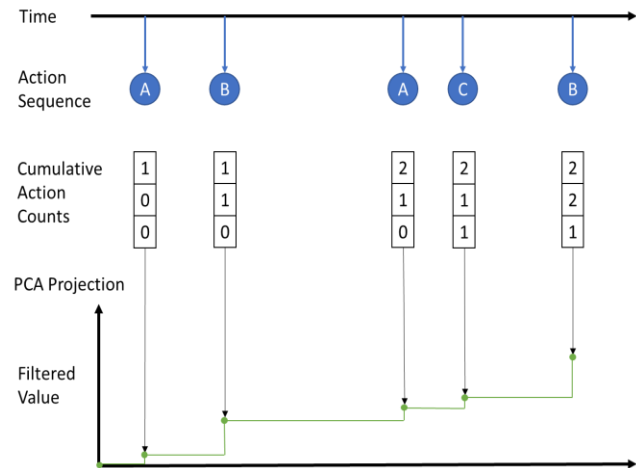 Time
Action
Sequence
A B A C B
Cumulative
Action
Counts
1 1 2 2 2
0 1 1 1 2
0 0 0 1 1
PCA Projection
Filtered
Value